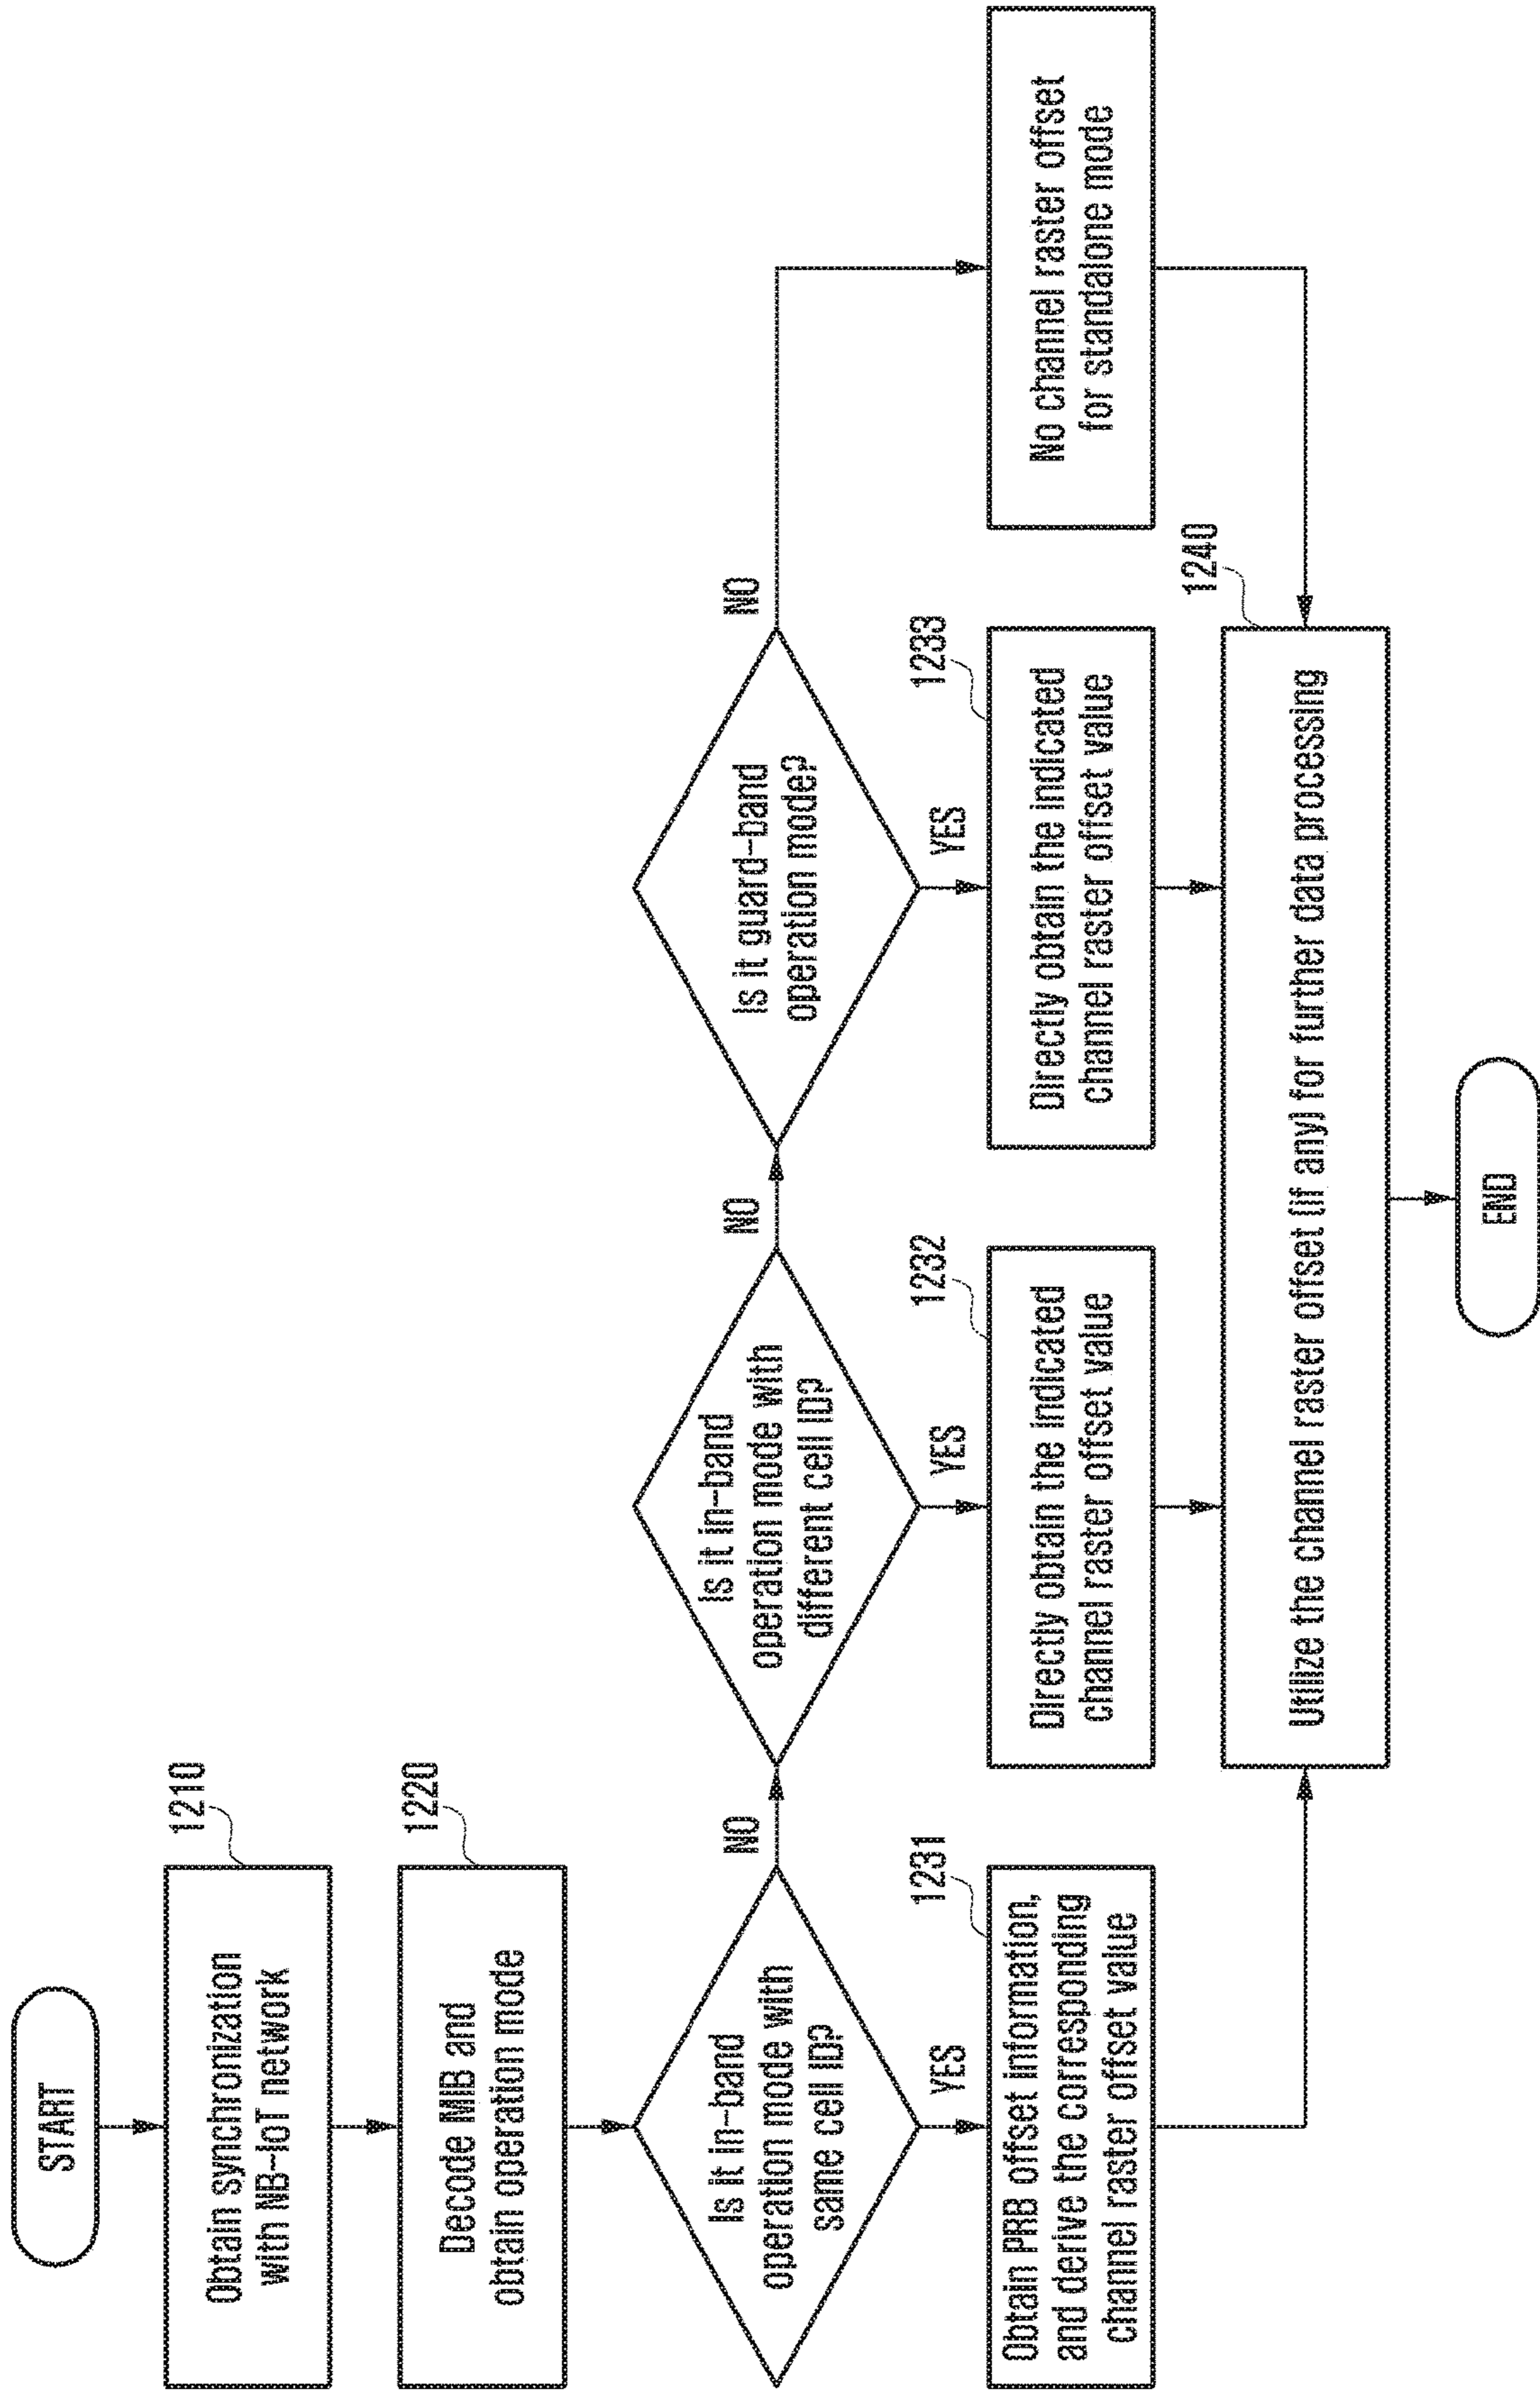 START
1210
Obtain synchronization
with NB-IoT network
1220
Decode MIB and
obtain operation mode
Is it in-band
operation mode with
same cell ID?
NO
Is it in-band
operation mode with
different cell ID?
NO
Is it guard-band
operation mode?
NO
YES
YES
YES
1231
Obtain PRB offset information,
and derive the corresponding
channel raster offset value
1232
Directly obtain the indicated
channel raster offset value
1233
Directly obtain the indicated
channel raster offset value
No channel raster offset
for standalone mode
1240
Utilize the channel raster offset (if any) for further data processing
END